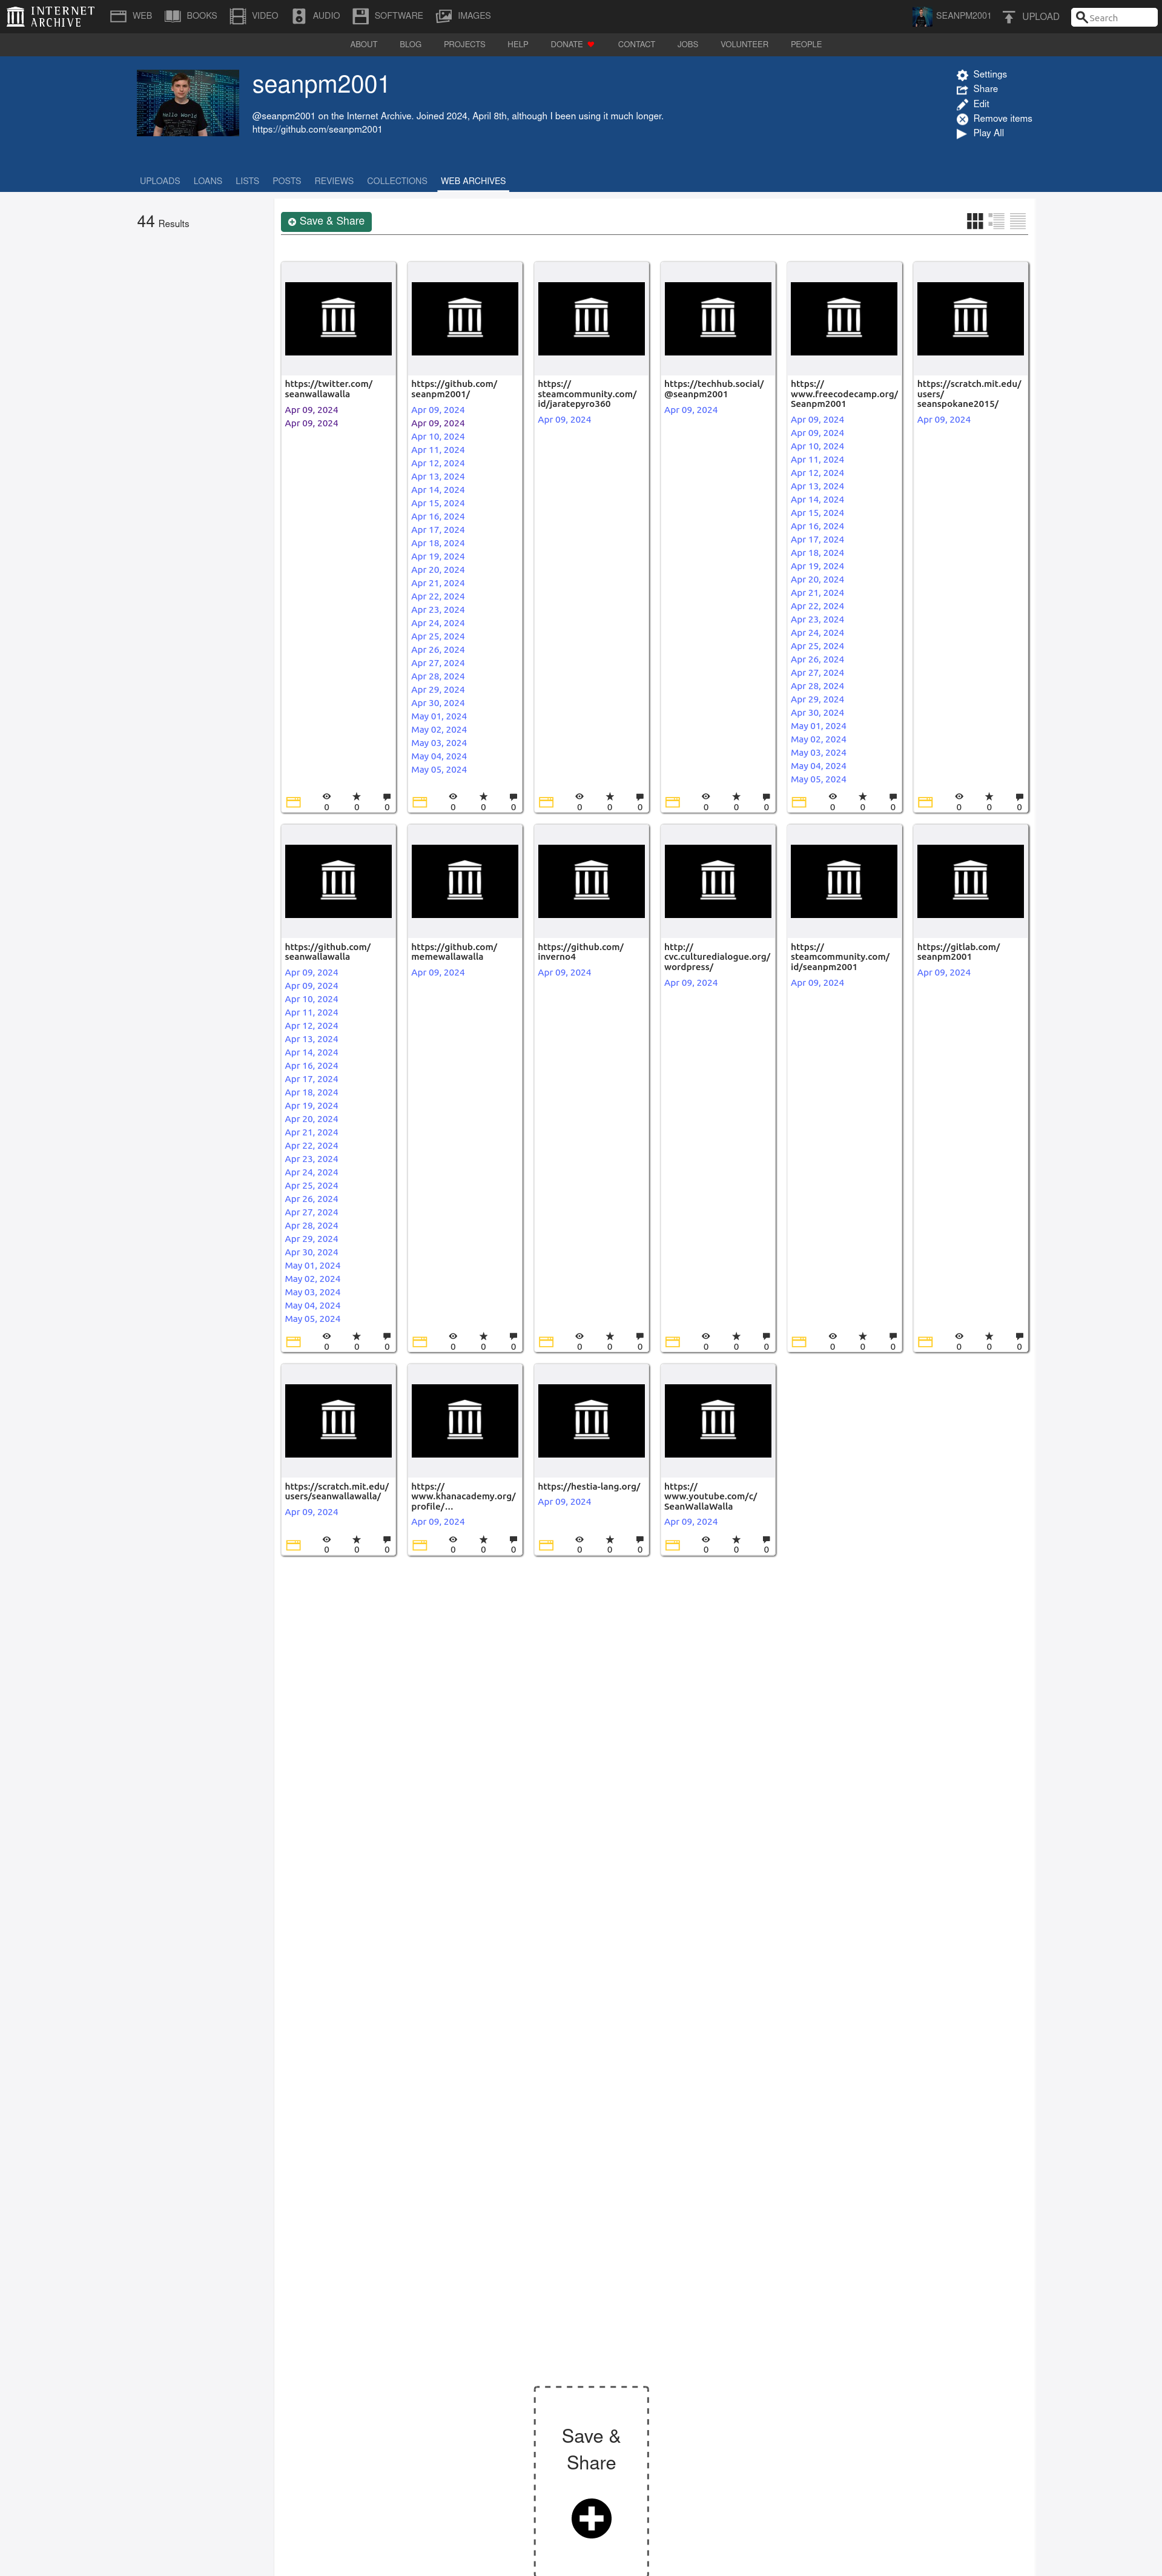 INTERNET
ARCHIVE
WEB
BOOKS
VIDEO
AUDIO
SOFTWARE
IMAGES
SEANPM2001
UPLOAD
Search
ABOUT
BLOG
PROJECTS
HELP
DONATE
CONTACT
JOBS
VOLUNTEER
PEOPLE
Hello World
seanpm2001
@seanpm2001 on the Internet Archive. Joined 2024, April 8th, although I been using it much longer.
https://github.com/seanpm2001
Settings
Share
Edit
Remove items
Play All
UPLOADS
LOANS
LISTS
POSTS
REVIEWS
COLLECTIONS
WEB ARCHIVES
44 Results
Save & Share
https://twitter.com/
seanwallawalla
Apr 09, 2024
Apr 09, 2024
0 0 0
https://github.com/
seanpm2001/
Apr 09, 2024
Apr 09, 2024
Apr 10, 2024
Apr 11, 2024
Apr 12, 2024
Apr 13, 2024
Apr 14, 2024
Apr 15, 2024
Apr 16, 2024
Apr 17, 2024
Apr 18, 2024
Apr 19, 2024
Apr 20, 2024
Apr 21, 2024
Apr 22, 2024
Apr 23, 2024
Apr 24, 2024
Apr 25, 2024
Apr 26, 2024
Apr 27, 2024
Apr 28, 2024
Apr 29, 2024
Apr 30, 2024
May 01, 2024
May 02, 2024
May 03, 2024
May 04, 2024
May 05, 2024
0 0 0
https://
steamcommunity.com/
id/jaratepyro360
Apr 09, 2024
0 0 0
https://techhub.social/
@seanpm2001
Apr 09, 2024
0 0 0
https://
www.freecodecamp.org/
Seanpm2001
Apr 09, 2024
Apr 09, 2024
Apr 10, 2024
Apr 11, 2024
Apr 12, 2024
Apr 13, 2024
Apr 14, 2024
Apr 15, 2024
Apr 16, 2024
Apr 17, 2024
Apr 18, 2024
Apr 19, 2024
Apr 20, 2024
Apr 21, 2024
Apr 22, 2024
Apr 23, 2024
Apr 24, 2024
Apr 25, 2024
Apr 26, 2024
Apr 27, 2024
Apr 28, 2024
Apr 29, 2024
Apr 30, 2024
May 01, 2024
May 02, 2024
May 03, 2024
May 04, 2024
May 05, 2024
0 0 0
https://scratch.mit.edu/
users/
seanspokane2015/
Apr 09, 2024
0 0 0
https://github.com/
seanwallawalla
Apr 09, 2024
Apr 09, 2024
Apr 10, 2024
Apr 11, 2024
Apr 12, 2024
Apr 13, 2024
Apr 14, 2024
Apr 16, 2024
Apr 17, 2024
Apr 18, 2024
Apr 19, 2024
Apr 20, 2024
Apr 21, 2024
Apr 22, 2024
Apr 23, 2024
Apr 24, 2024
Apr 25, 2024
Apr 26, 2024
Apr 27, 2024
Apr 28, 2024
Apr 29, 2024
Apr 30, 2024
May 01, 2024
May 02, 2024
May 03, 2024
May 04, 2024
May 05, 2024
0 0 0
https://github.com/
memewallawalla
Apr 09, 2024
0 0 0
https://github.com/
inverno4
Apr 09, 2024
0 0 0
http://
cvc.culturedialogue.org/
wordpress/
Apr 09, 2024
0 0 0
https://
steamcommunity.com/
id/seanpm2001
Apr 09, 2024
0 0 0
https://gitlab.com/
seanpm2001
Apr 09, 2024
0 0 0
https://scratch.mit.edu/
users/seanwallawalla/
Apr 09, 2024
0 0 0
https://
www.khanacademy.org/
profile/…
Apr 09, 2024
0 0 0
https://hestia-lang.org/
Apr 09, 2024
0 0 0
https://
www.youtube.com/c/
SeanWallaWalla
Apr 09, 2024
0 0 0
Save &
Share